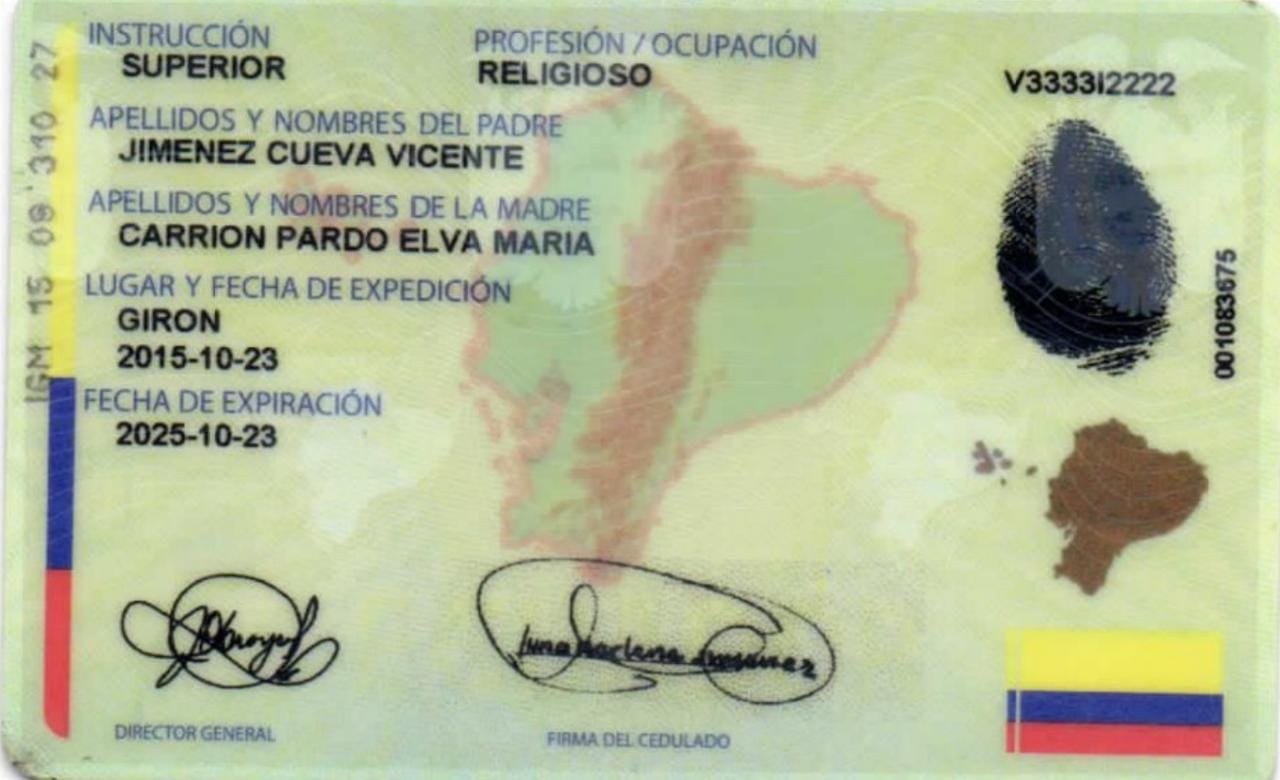 INSTRUCCIÓN
SUPERIOR
PROFESIÓN / OCUPACIÓN
RELIGIOSO
V3333I2222
APELLIDOS Y NOMBRES DEL PADRE
JIMENEZ CUEVA VICENTE
APELLIDOS Y NOMBRES DE LA MADRE
CARRION PARDO ELVA MARIA
LUGAR Y FECHA DE EXPEDICIÓN
GIRON
2015-10-23
FECHA DE EXPIRACIÓN
2025-10-23
IGM 15 09 310 27
001083675
DIRECTOR GENERAL
FIRMA DEL CEDULADO